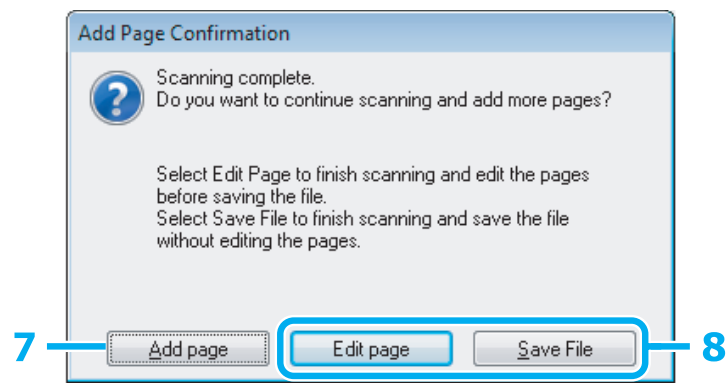 Add Page Confirmation
Scanning complete.
Do you want to continue scanning and add more pages?
Select Edit Page to finish scanning and edit the pages
before saving the file.
Select Save File to finish scanning and save the file
without editing the pages.
7 Add page Edit page Save File 8